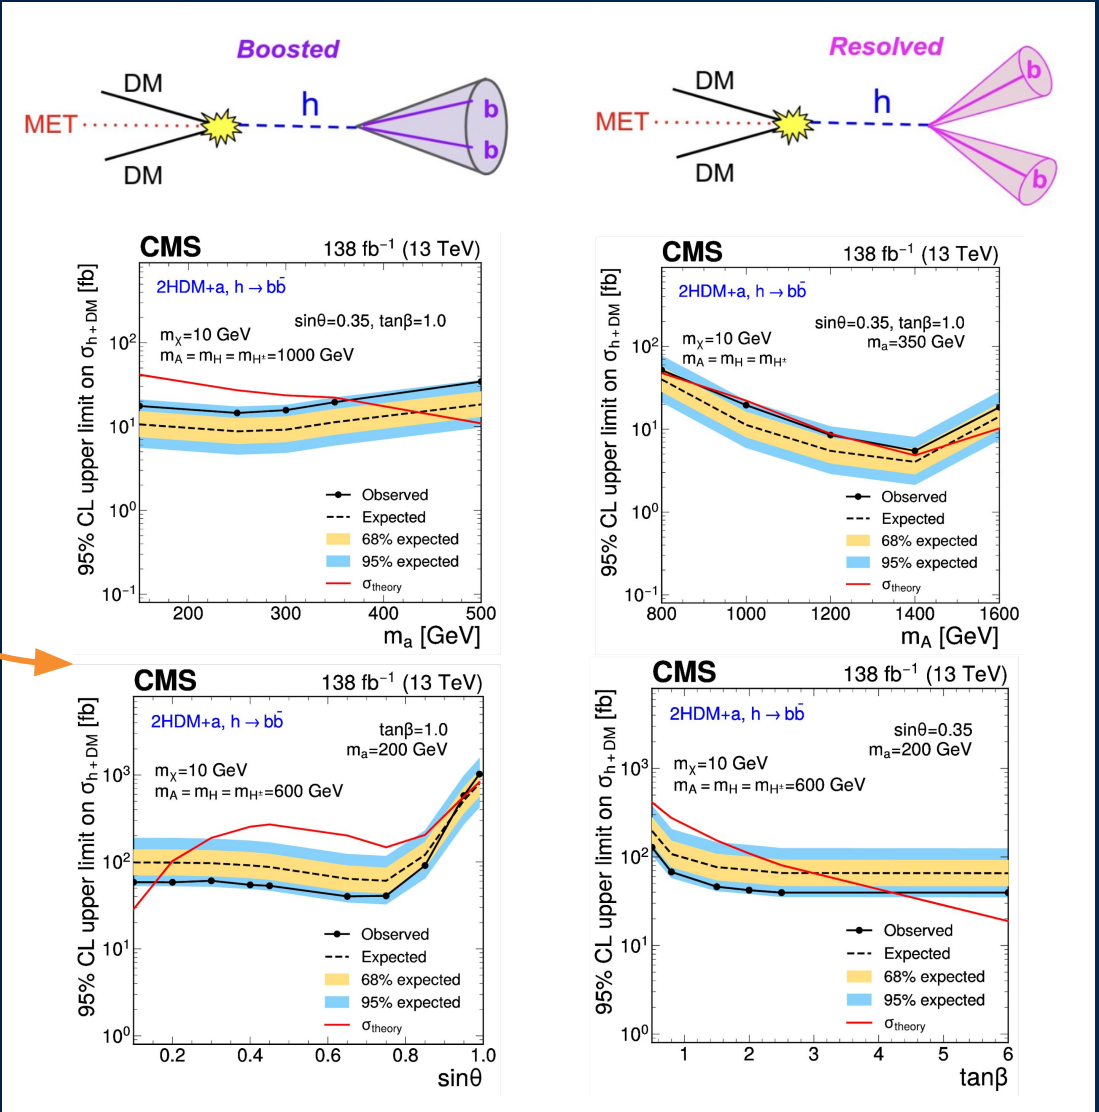 Boosted
DM
MET
h
b
b
DM
Resolved
DM
MET
h
b
b
DM
CMS 138 fb⁻¹ (13 TeV)
2HDM+a, h → bb̄
sinθ=0.35, tanβ=1.0
mχ=10 GeV
m_A = m_H = m_H±=1000 GeV
95% CL upper limit on σ_h+DM [fb]
10²
10¹
10⁰
10⁻¹
Observed
Expected
68% expected
95% expected
σ_theory
200 300 400 500
m_a [GeV]
CMS 138 fb⁻¹ (13 TeV)
2HDM+a, h → bb̄
sinθ=0.35, tanβ=1.0
m_a=350 GeV
mχ=10 GeV
m_A = m_H = m_H±
95% CL upper limit on σ_h+DM [fb]
10²
10¹
10⁰
10⁻¹
Observed
Expected
68% expected
95% expected
σ_theory
800 1000 1200 1400 1600
m_A [GeV]
CMS 138 fb⁻¹ (13 TeV)
2HDM+a, h → bb̄
tanβ=1.0
m_a=200 GeV
mχ=10 GeV
m_A = m_H = m_H±=600 GeV
95% CL upper limit on σ_h+DM [fb]
10³
10²
10¹
10⁰
Observed
Expected
68% expected
95% expected
σ_theory
0.2 0.4 0.6 0.8 1.0
sinθ
CMS 138 fb⁻¹ (13 TeV)
2HDM+a, h → bb̄
sinθ=0.35
m_a=200 GeV
mχ=10 GeV
m_A = m_H = m_H±=600 GeV
95% CL upper limit on σ_h+DM [fb]
10³
10²
10¹
10⁰
Observed
Expected
68% expected
95% expected
σ_theory
1 2 3 4 5 6
tanβ